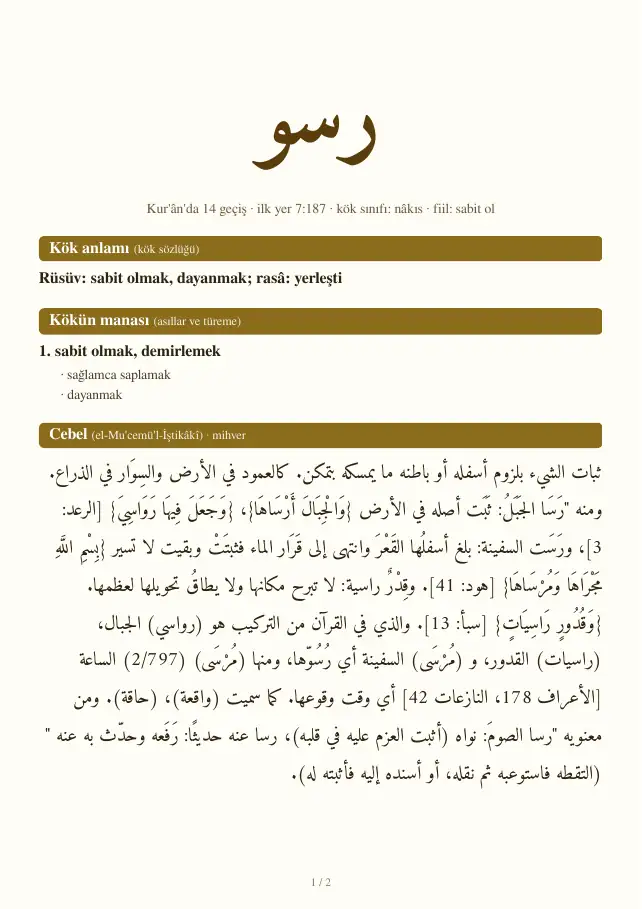 رسو
Kur'ân'da 14 geçiş · ilk yer 7:187 · kök sınıfı: nâkıs · fiil: sabit ol
Kök anlamı (kök sözlüğü)
Rüsüv: sabit olmak, dayanmak; rasâ: yerleşti
Kökün manası (asıllar ve türeme)
1. sabit olmak, demirlemek
· sağlamca saplamak
· dayanmak
Cebel (el-Mu'cemü'l-İştikâkî) · mihver
ثبات الشيء بلزوم أسفله أو باطنه ما يمسكه بتمكن. كالعمود في الأرض والسِوَار في الذراع.
ومنه "رَسَا الجَبَلُ: ثَبَت أصله في الأرض {وَالْجِبَالَ أَرْسَاهَا}، {وَجَعَلَ فِيهَا رَوَاسِيَ} [الرعد:
3]، ورَسَت السفينة: بلغ أسفلُها القَعْرَ وانتهى إلى قَرَار الماء فثبتَتْ وبقيت لا تسير {بِسْمِ اللَّهِ
مَجْرَاهَا وَمُرْسَاهَا} [هود: 41]. وقِدْرٌ راسية: لا تبرح مكانها ولا يطاقُ تحويلها لعظمها.
{وَقُدُورٍ رَاسِيَاتٍ} [سبأ: 13]. والذي في القرآن من التركيب هو (رواسي) الجبال،
(راسيات) القدور، و (مُرْسَى) السفينة أي رُسُوّها، ومنها (مُرْسَى) (2/797) الساعة
[الأعراف 178، النازعات 42] أي وقت وقوعها. كما سميت (واقعة)، (حاقة). ومن
معنويه "رسا الصومَ: نواه (أثبت العزم عليه في قلبه)، رسا عنه حديثًا: رَفَعه وحدّث به عنه "
(التقطه فاستوعبه ثم نقله، أو أسنده إليه فأثبته له).
1 / 2